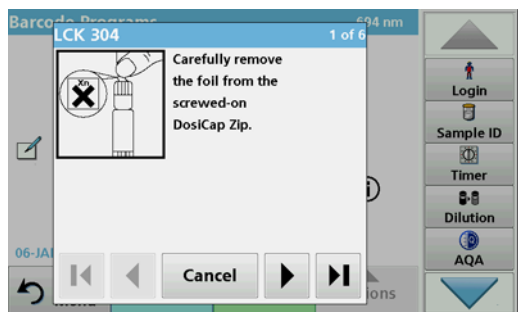 Barcode Programs
694 nm
LCK 304
1 of 6
Xn
Carefully remove
the foil from the
screwed-on
DosiCap Zip.
Login
Sample ID
Timer
Dilution
AQA
06-JA
Cancel
Menu
ions